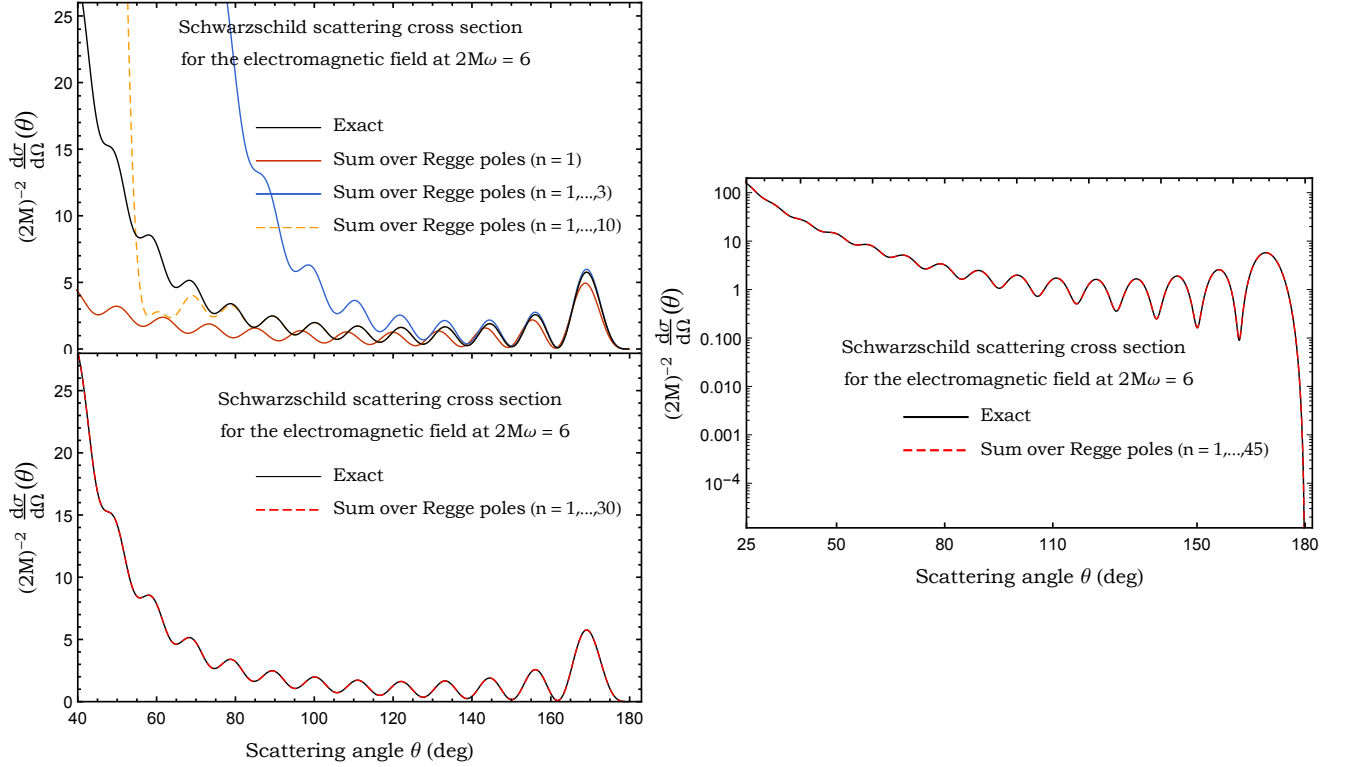 Schwarzschild scattering cross section
for the electromagnetic field at 2Mω = 6
Exact
Sum over Regge poles (n = 1)
Sum over Regge poles (n = 1,...,3)
Sum over Regge poles (n = 1,...,10)
(2M)⁻² dσ/dΩ (θ)
25
20
15
10
5
0
Schwarzschild scattering cross section
for the electromagnetic field at 2Mω = 6
Exact
Sum over Regge poles (n = 1,...,30)
(2M)⁻² dσ/dΩ (θ)
25
20
15
10
5
0
40 60 80 100 120 140 160 183
Scattering angle θ (deg)
100
10
1
0.100
0.010
0.001
10⁻⁴
(2M)⁻² dσ/dΩ (θ)
Schwarzschild scattering cross section
for the electromagnetic field at 2Mω = 6
Exact
Sum over Regge poles (n = 1,...,45)
25 50 80 110 150 180
Scattering angle θ (deg)